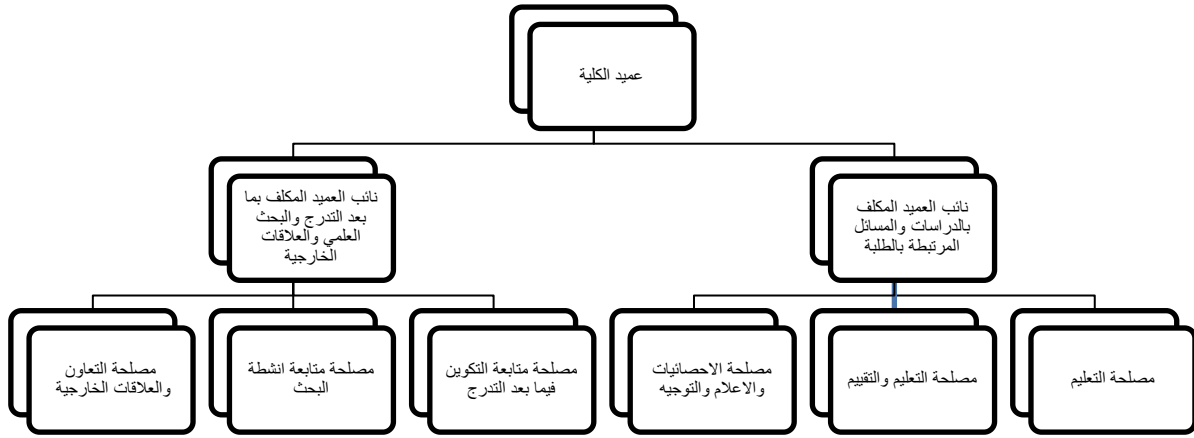 عميد الكلية
نائب العميد المكلف
بالدراسات والمسائل
المرتبطة بالطلبة
نائب العميد المكلف بما
بعد التدرج والبحث
العلمي والعلاقات
الخارجية
مصلحة التعليم
مصلحة التعليم والتقييم
مصلحة الاحصائيات
والاعلام والتوجيه
مصلحة متابعة التكوين
فيما بعد التدرج
مصلحة متابعة انشطة
البحث
مصلحة التعاون
والعلاقات الخارجية